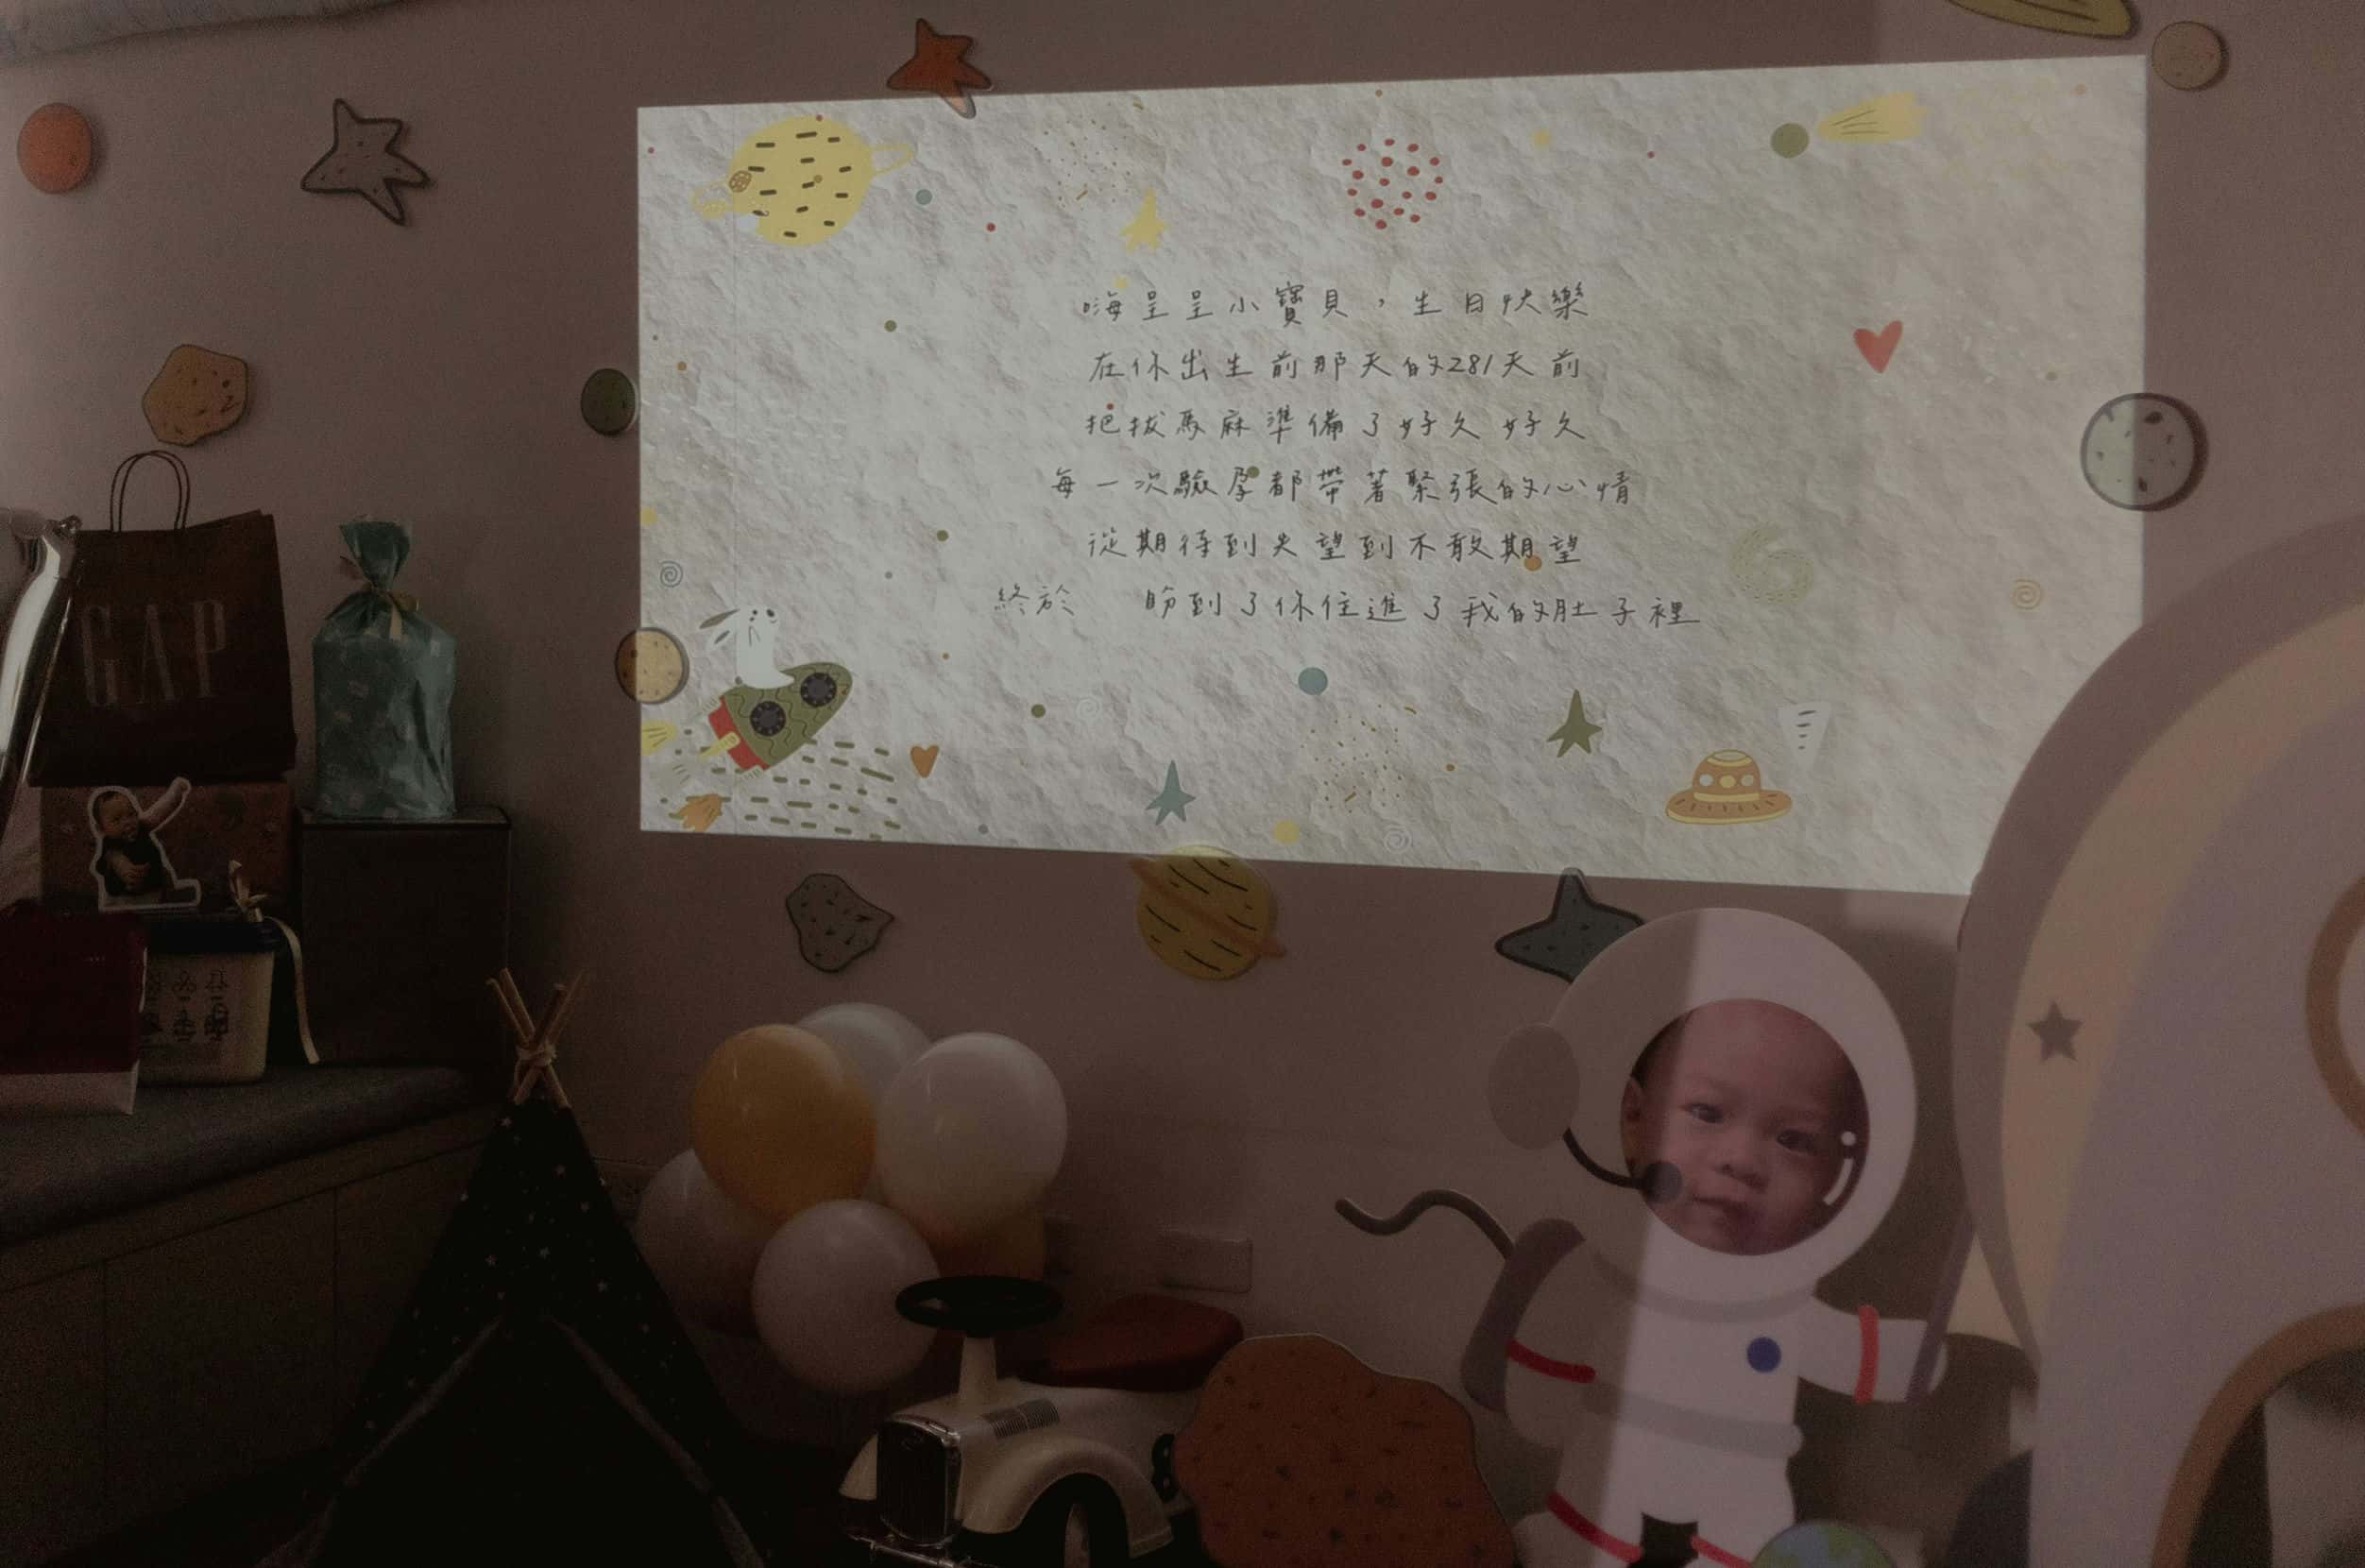 嗨呈呈小寶貝，生日快樂
在你出生前那天的281天前
把拔馬麻準備了好久好久
每一次驗孕都帶著緊張的心情
從期待到失望到不敢期望
終於 盼到了你住進了我的肚子裡
GAP